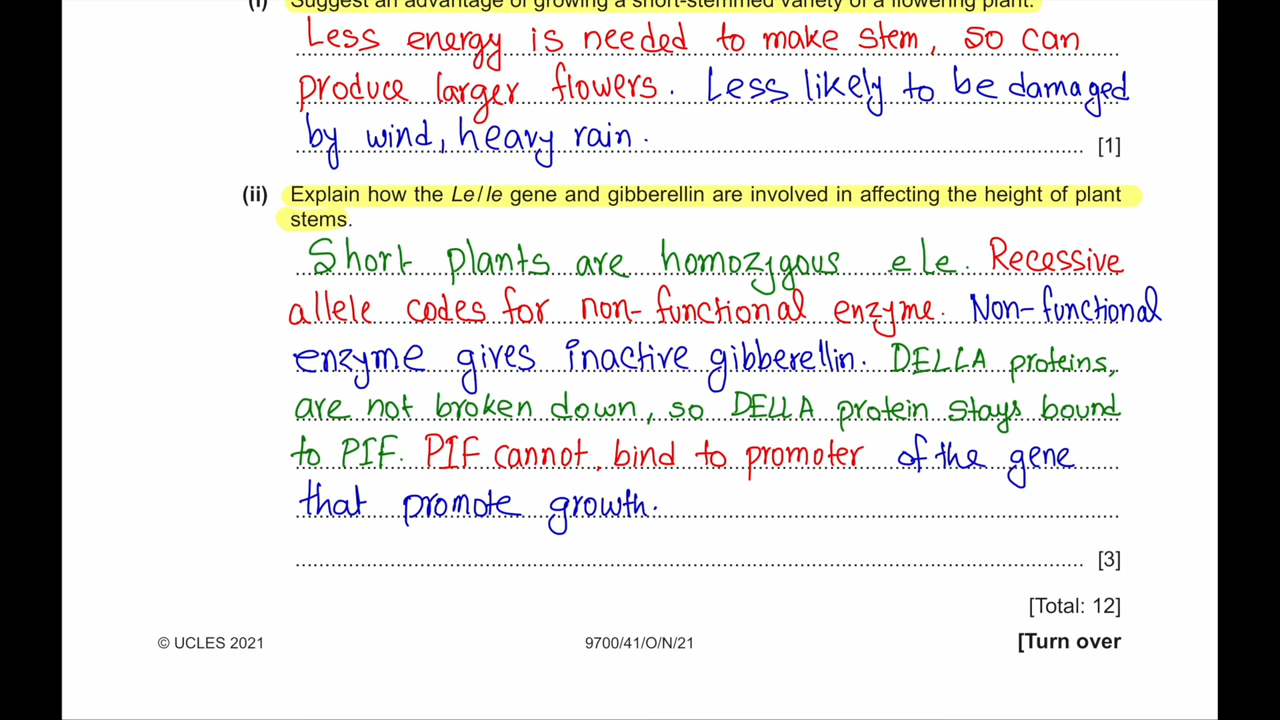 (i) Suggest an advantage of growing a short-stemmed variety of a flowering plant.
Less energy is needed to make stem, so can
produce larger flowers. Less likely to be damaged
by wind, heavy rain.
[1]
(ii) Explain how the Le/le gene and gibberellin are involved in affecting the height of plant
stems.
Short plants are homozygous e le. Recessive
allele codes for non-functional enzyme. Non-functional
enzyme gives inactive gibberellin. DELLA proteins,
are not broken down, so DELLA protein stays bound
to PIF. PIF cannot bind to promoter of the gene
that promote growth.
[3]
[Total: 12]
© UCLES 2021 9700/41/O/N/21 [Turn over